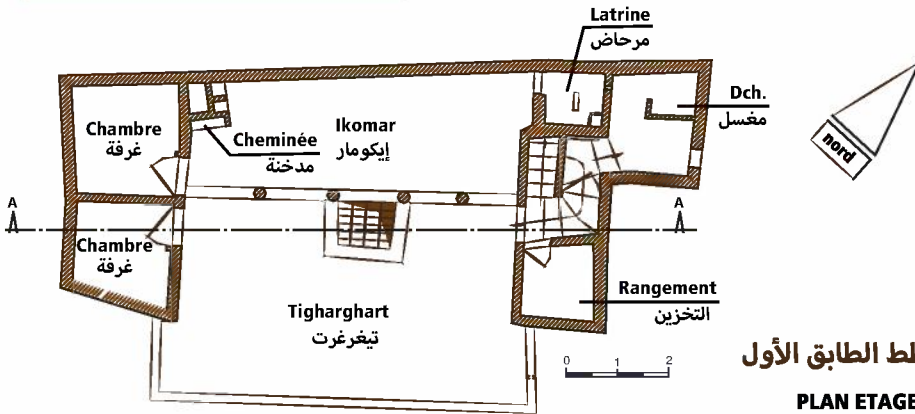 Latrine
مرحاض
Dch.
مغسل
Chambre
غرفة
Cheminée
مدخنة
Ikomar
إيكومار
nord
A
A
Chambre
غرفة
Rangement
التخزين
Tigharghart
تيغرغرت
0 1 2
الطابق الأول
PLAN ETAGE